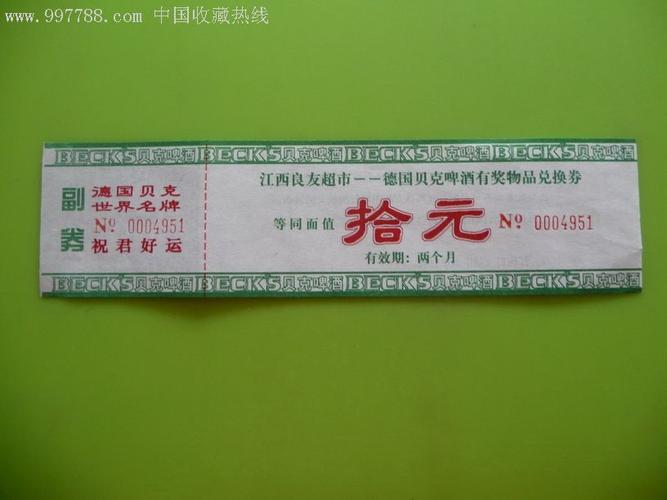 www.997788.com 中国收藏热线
BECK'S贝克啤酒 BECK'S贝克啤酒 BECK'S贝克啤酒 BECK'S贝克啤酒
副券
德国贝克
世界名牌
Nº 0004951
祝君好运
江西良友超市——德国贝克啤酒有奖物品兑换券
等同面值 拾元 Nº 0004951
有效期：两个月
BECK'S贝克啤酒 BECK'S贝克啤酒 BECK'S贝克啤酒 BECK'S贝克啤酒